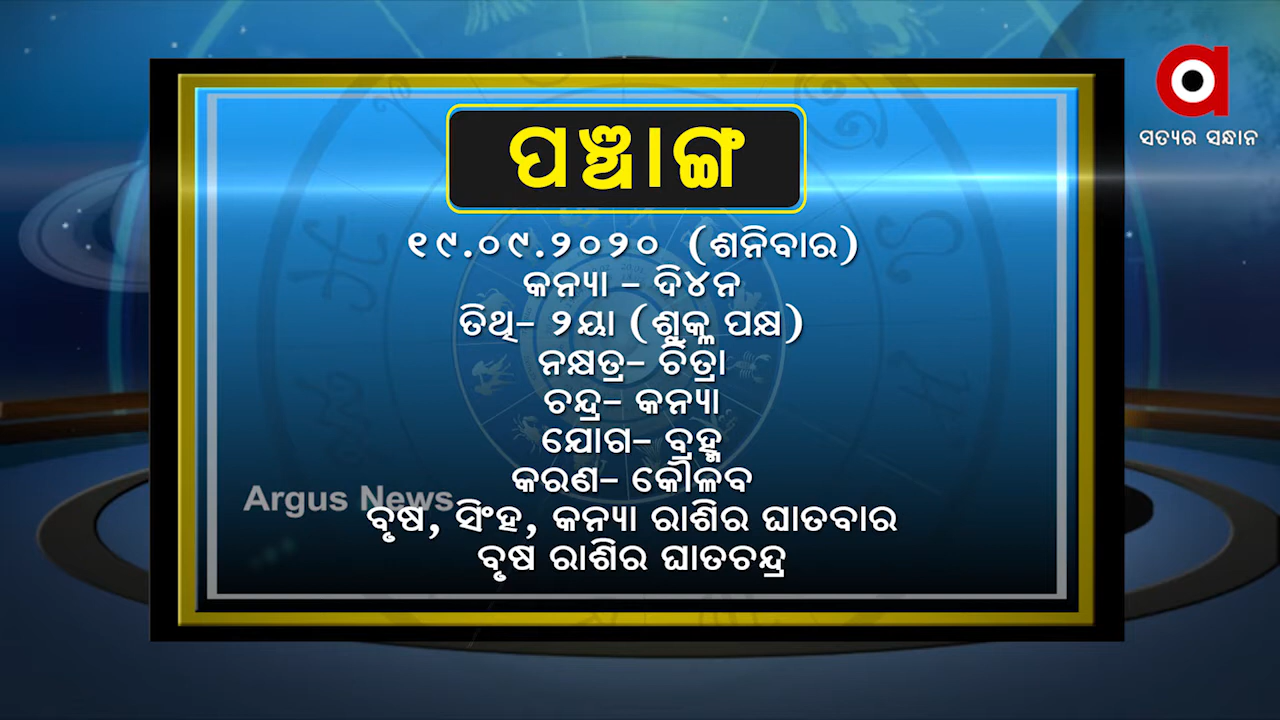 ପଞ୍ଚାଙ୍ଗ
ସତ୍ୟର ସନ୍ଧାନ
୧୯.୦୯.୨୦୨୦ (ଶନିବାର)
କନ୍ୟା – ଦି୪ନ
ତିଥି– ୨ୟା (ଶୁକ୍ଳ ପକ୍ଷ)
ନକ୍ଷତ୍ର– ଚିତ୍ରା
ଚନ୍ଦ୍ର– କନ୍ୟା
ଯୋଗ– ବ୍ରହ୍ମ
କରଣ– କୌଳବ
Argus News
ବୃଷ, ସିଂହ, କନ୍ୟା ରାଶିର ଘାତବାର
ବୃଷ ରାଶିର ଘାତଚନ୍ଦ୍ର